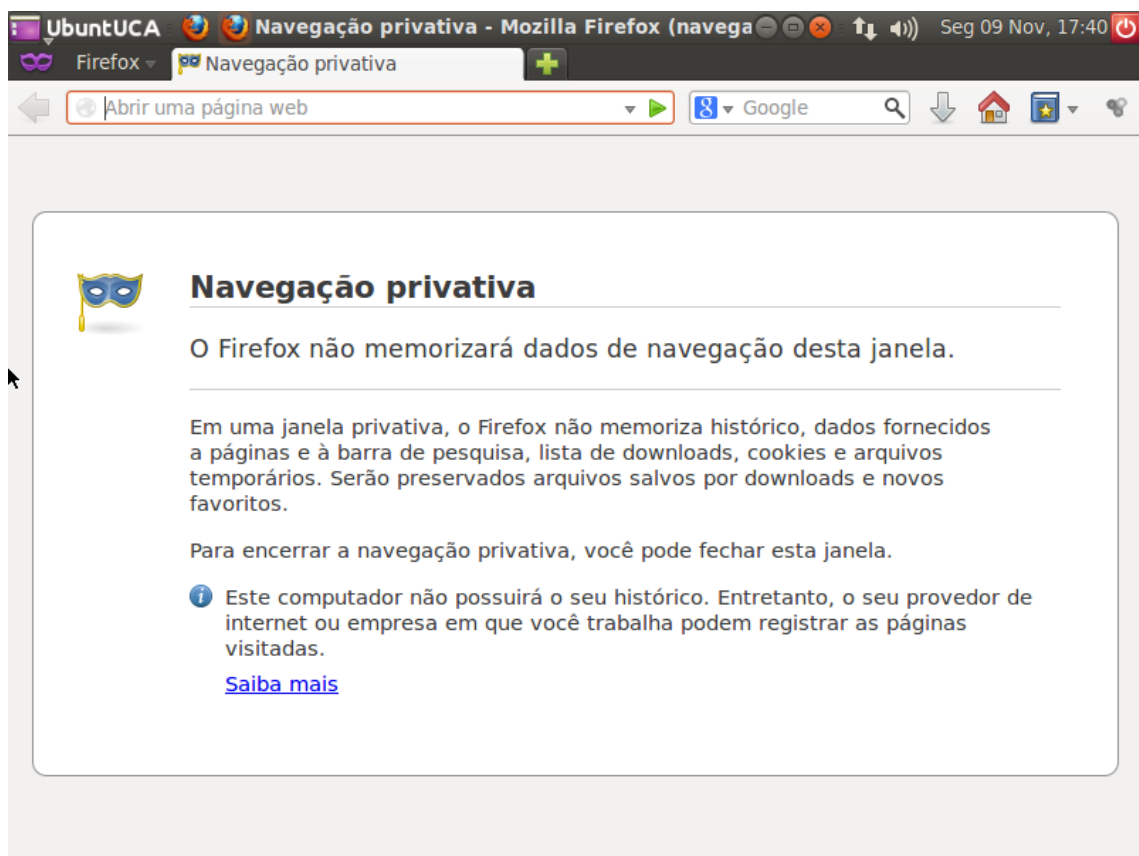 UbuntUCA Navegação privativa - Mozilla Firefox (navega Seg 09 Nov, 17:40
Firefox Navegação privativa
Abrir uma página web Google
Navegação privativa
O Firefox não memorizará dados de navegação desta janela.
Em uma janela privativa, o Firefox não memoriza histórico, dados fornecidos
a páginas e à barra de pesquisa, lista de downloads, cookies e arquivos
temporários. Serão preservados arquivos salvos por downloads e novos
favoritos.
Para encerrar a navegação privativa, você pode fechar esta janela.
Este computador não possuirá o seu histórico. Entretanto, o seu provedor de
internet ou empresa em que você trabalha podem registrar as páginas
visitadas.
Saiba mais